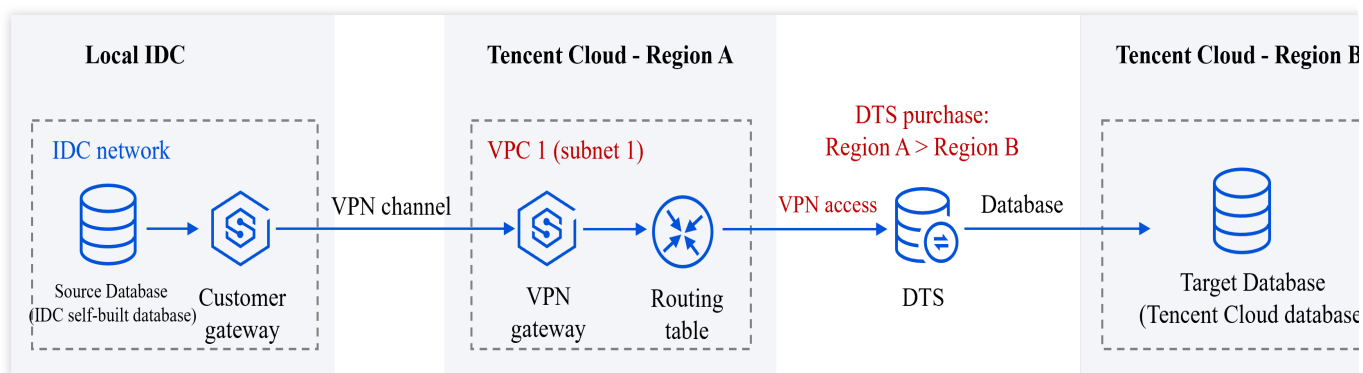 Local IDC
Tencent Cloud - Region A
Tencent Cloud - Region B
DTS purchase:
Region A > Region B
IDC network
VPC 1 (subnet 1)
VPN channel
VPN access
Database
Source Database
(IDC self-built database)
Customer
gateway
VPN
gateway
Routing
table
DTS
Target Database
(Tencent Cloud database